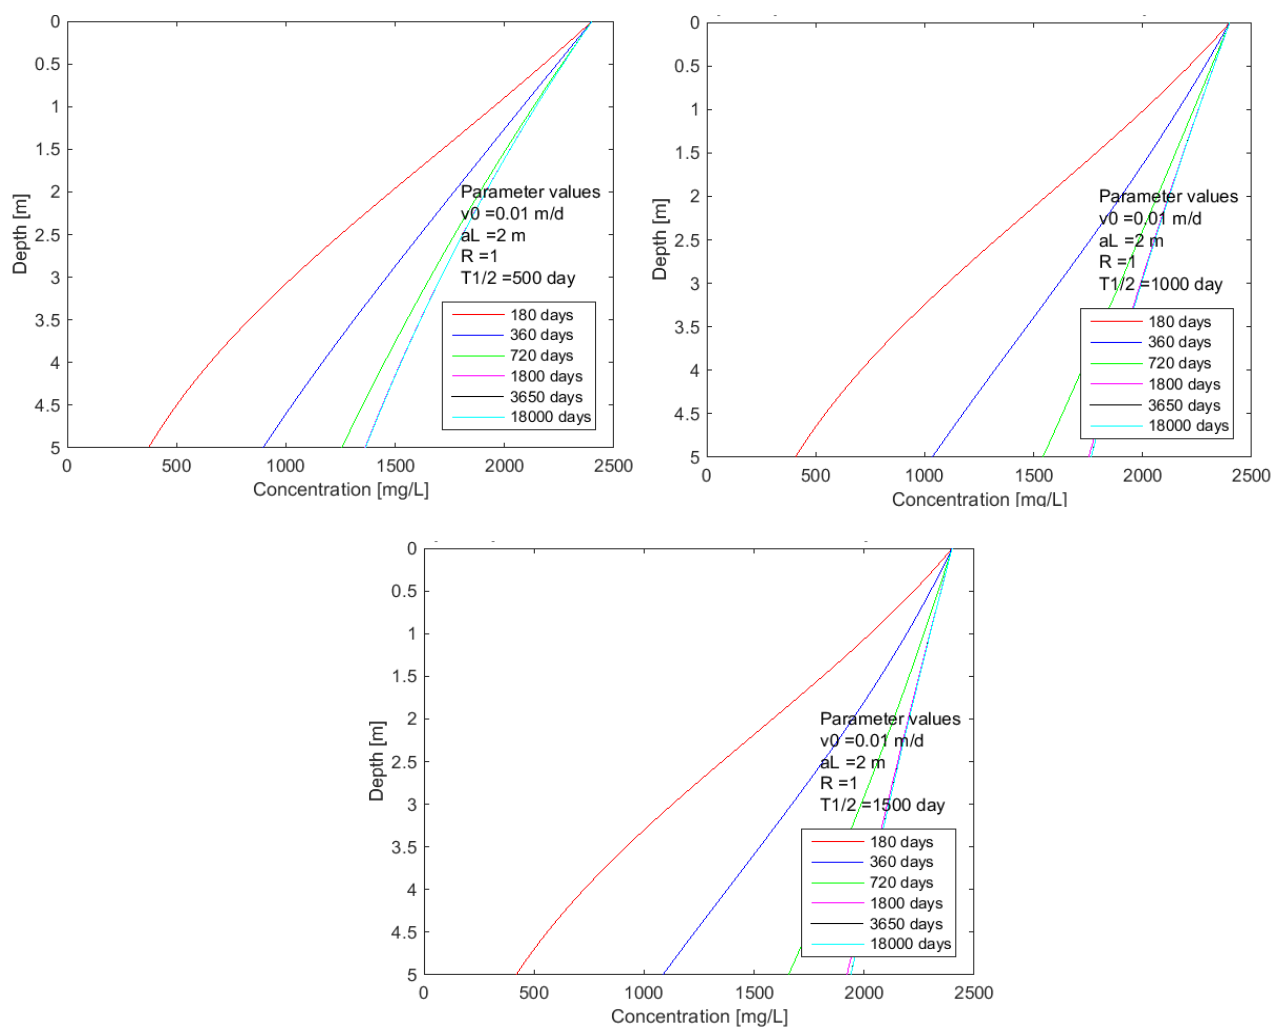 0
0.5
1
1.5
2
2.5
3
3.5
4
4.5
5
Depth [m]
0
500
1000
1500
2000
2500
Concentration [mg/L]
Parameter values
v0 =0.01 m/d
aL =2 m
R =1
T1/2 =500 day
180 days
360 days
720 days
1800 days
3650 days
18000 days
0
0.5
1
1.5
2
2.5
3
3.5
4
4.5
5
Depth [m]
0
500
1000
1500
2000
2500
Concentration [mg/L]
Parameter values
v0 =0.01 m/d
aL =2 m
R =1
T1/2 =1000 day
180 days
360 days
720 days
1800 days
3650 days
18000 days
0
0.5
1
1.5
2
2.5
3
3.5
4
4.5
5
Depth [m]
0
500
1000
1500
2000
2500
Concentration [mg/L]
Parameter values
v0 =0.01 m/d
aL =2 m
R =1
T1/2 =1500 day
180 days
360 days
720 days
1800 days
3650 days
18000 days